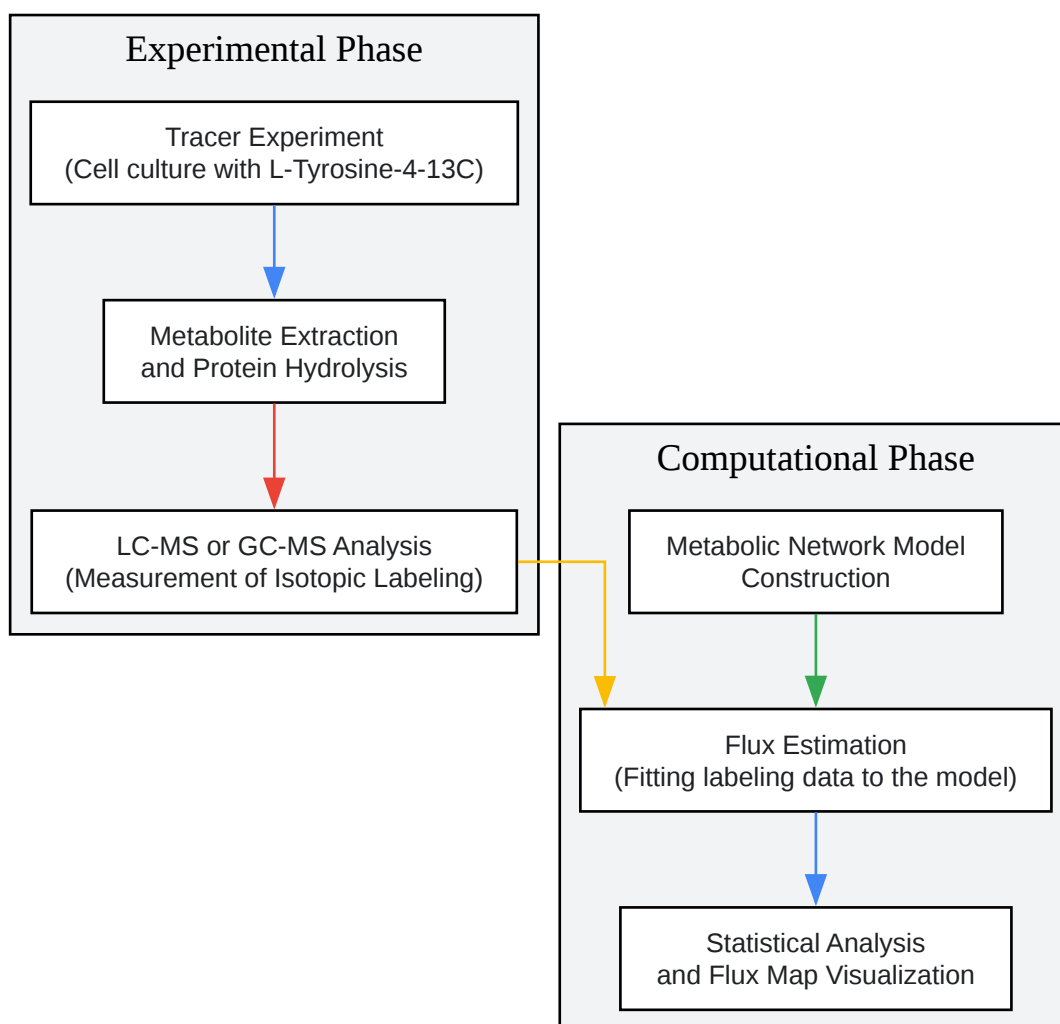 Experimental Phase
Tracer Experiment
(Cell culture with L-Tyrosine-4-13C)
Metabolite Extraction
and Protein Hydrolysis
LC-MS or GC-MS Analysis
(Measurement of Isotopic Labeling)
Computational Phase
Metabolic Network Model
Construction
Flux Estimation
(Fitting labeling data to the model)
Statistical Analysis
and Flux Map Visualization